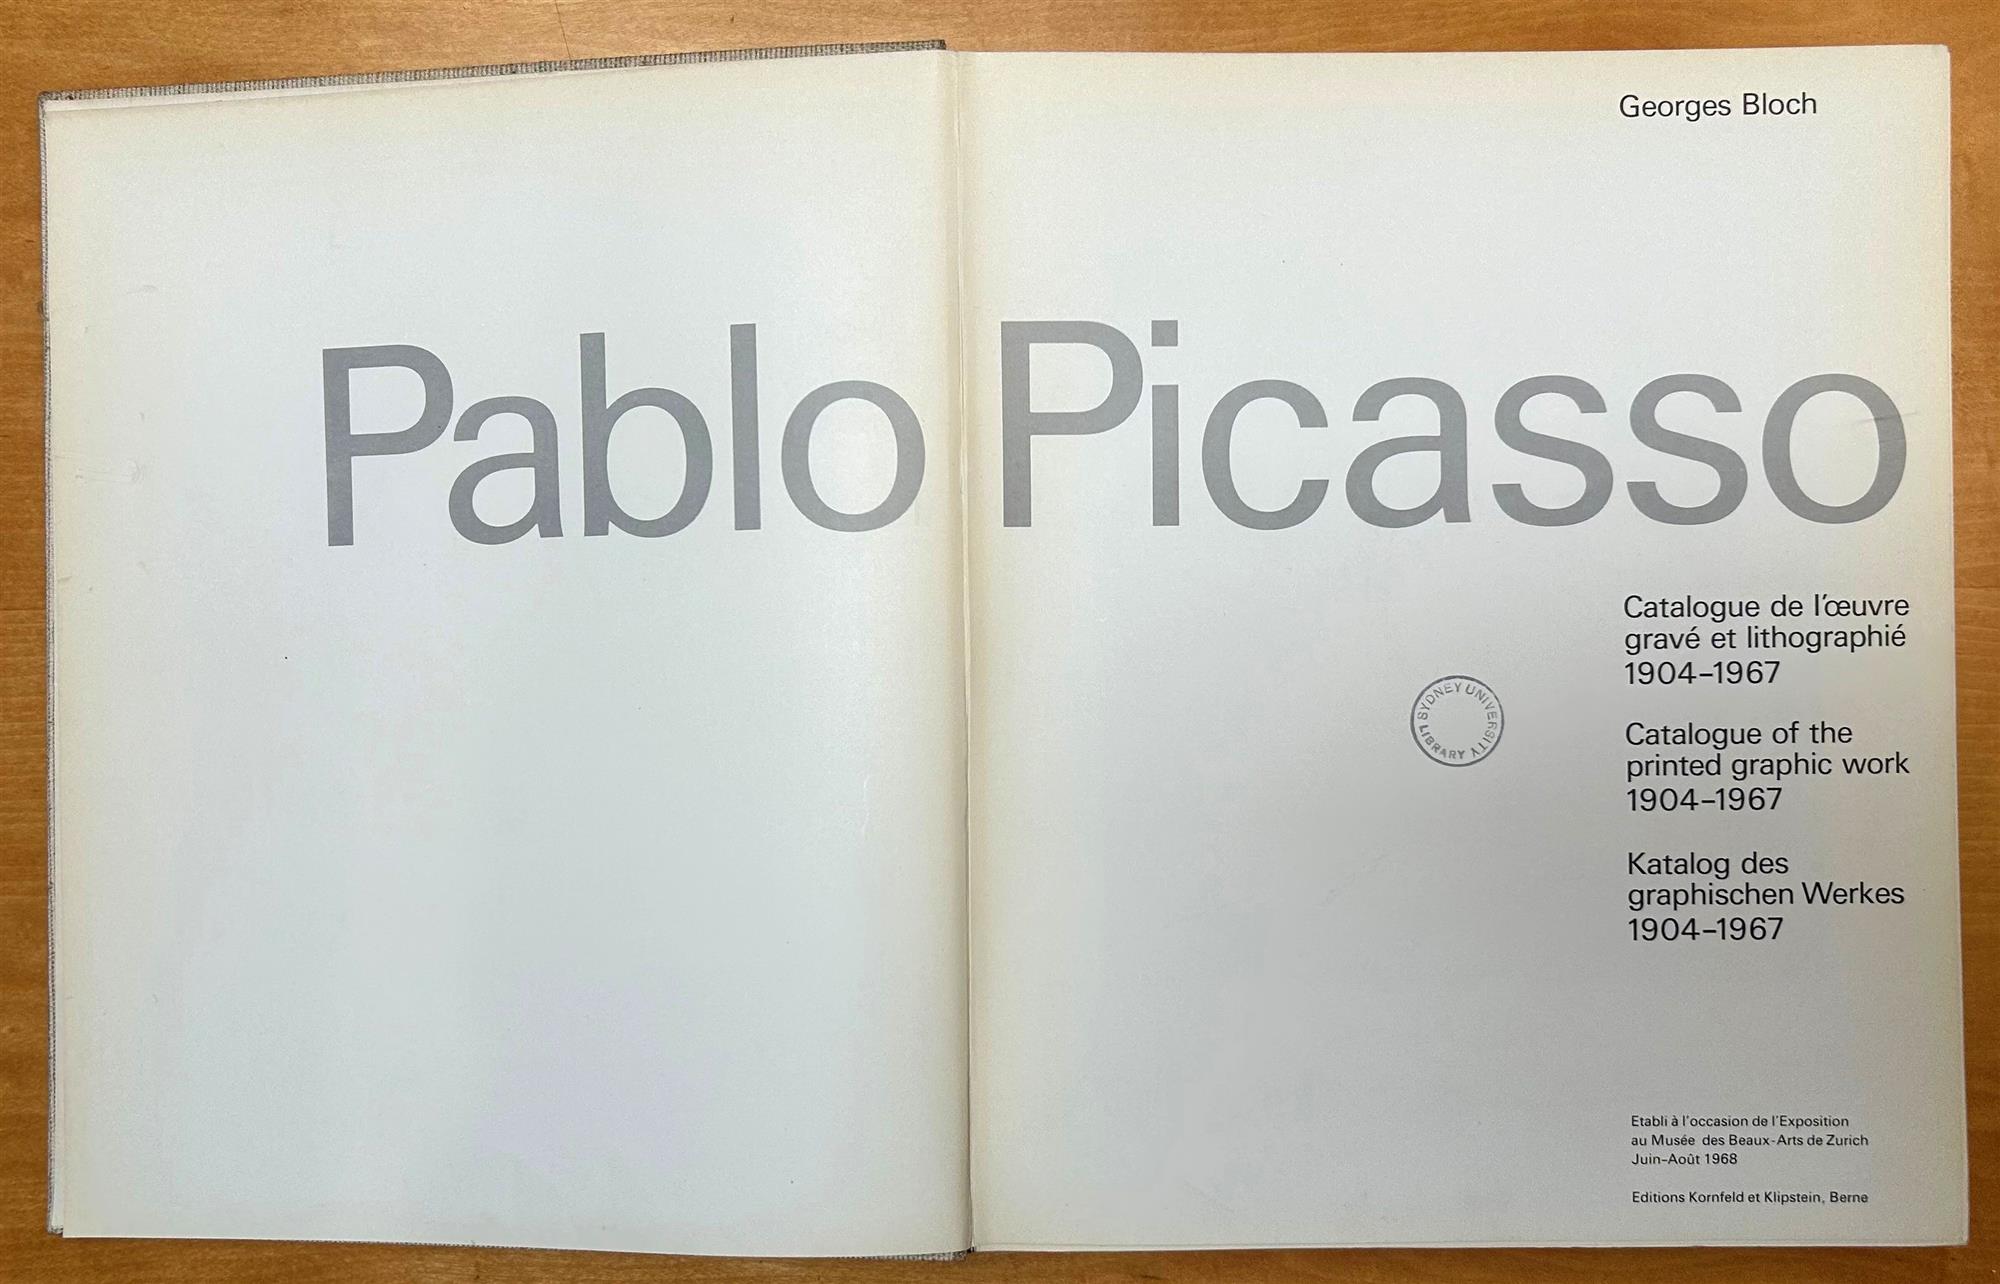 Georges Bloch
Pablo Picasso
Catalogue de l'œuvre
gravé et lithographié
1904–1967
SYDNEY UNIVERSITY
LIBRARY
Catalogue of the
printed graphic work
1904–1967
Katalog des
graphischen Werkes
1904–1967
Etabli à l'occasion de l'Exposition
au Musée des Beaux-Arts de Zurich
Juin–Août 1968
Editions Kornfeld et Klipstein, Berne